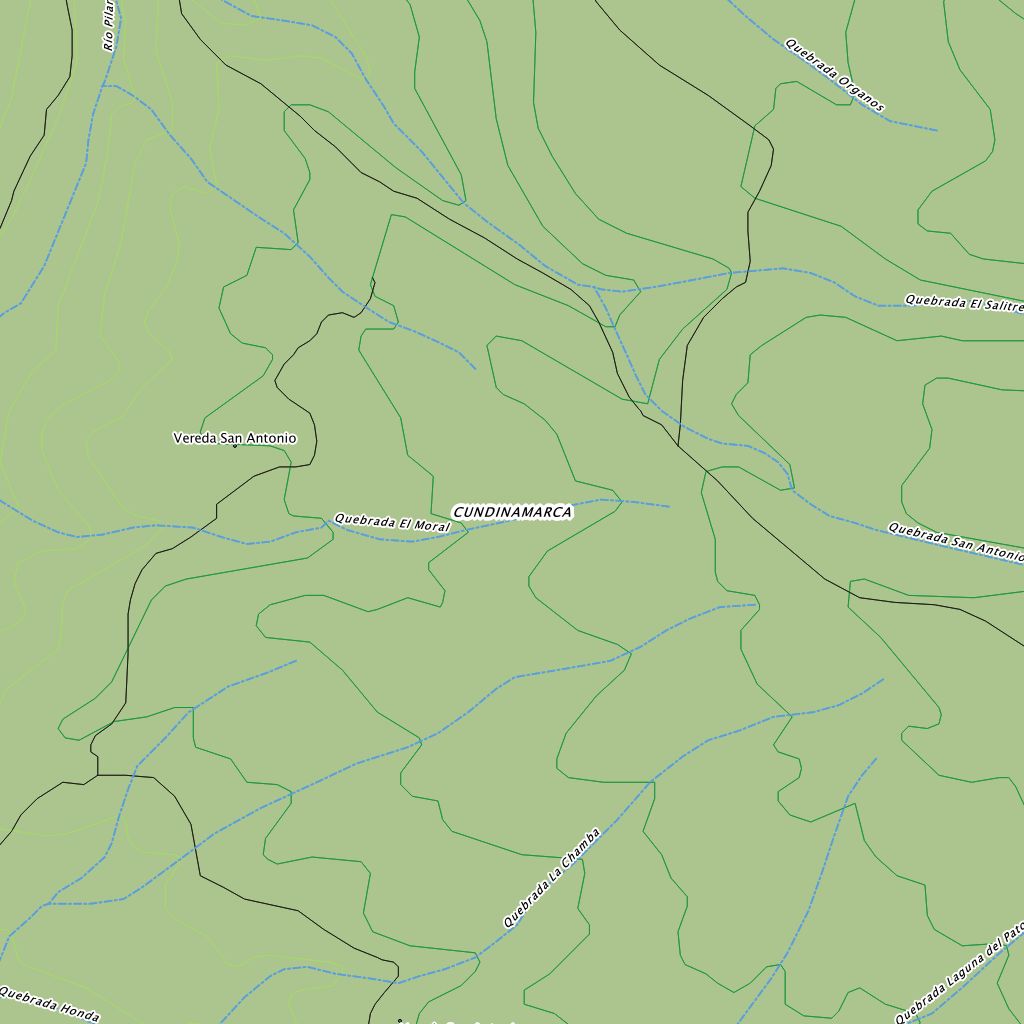 Río Pilar
Quebrada Organos
Quebrada El Salitre
Vereda San Antonio
CUNDINAMARCA
Quebrada El Moral
Quebrada San Antonio
Quebrada La Chamba
Quebrada Laguna del Pato
Quebrada Honda